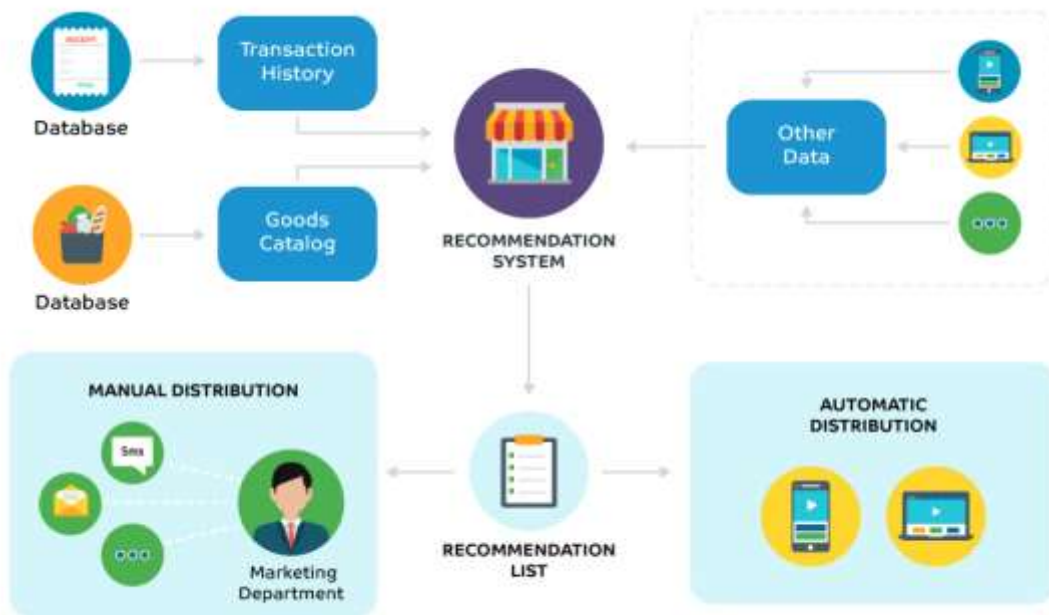 RECEIPT
Transaction
History
Database
Goods
Catalog
Database
RECOMMENDATION
SYSTEM
Other
Data
MANUAL DISTRIBUTION
Sms
Marketing
Department
RECOMMENDATION
LIST
AUTOMATIC
DISTRIBUTION